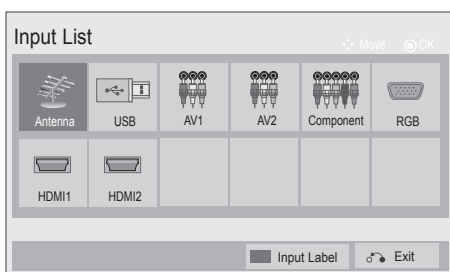 Input List
Move OK
Antenna USB AV1 AV2 Component RGB
HDMI1 HDMI2
Input Label Exit